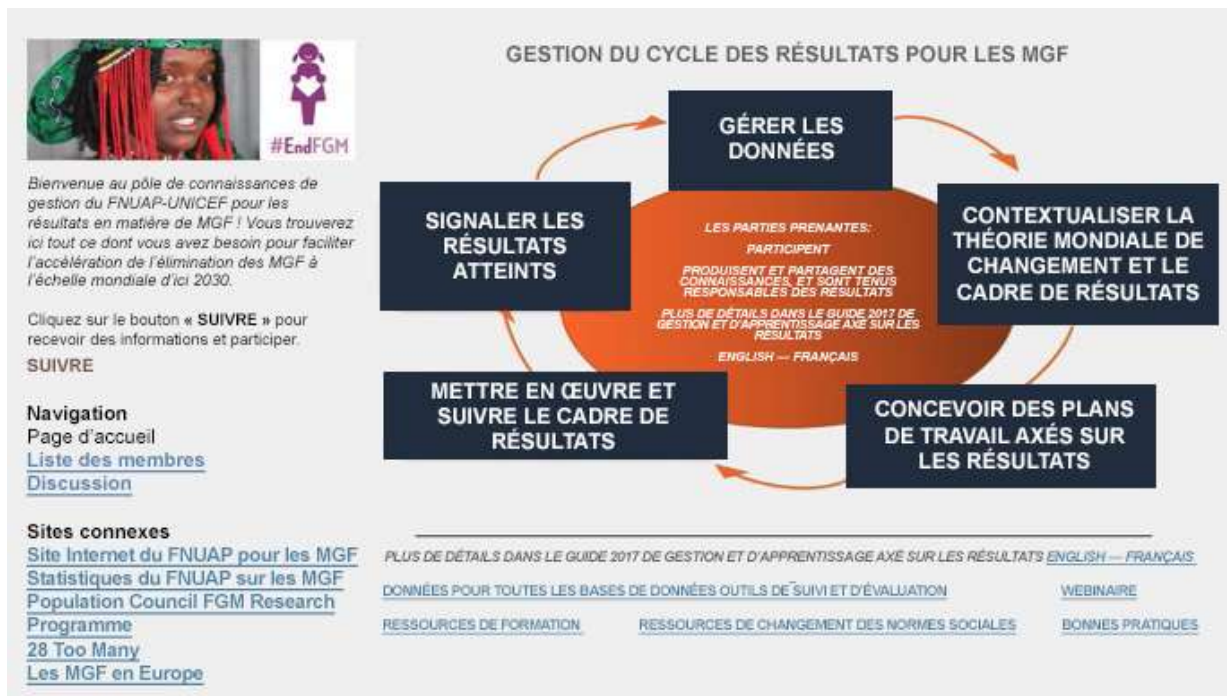 #EndFGM
Bienvenue au pôle de connaissances de
gestion du FNUAP-UNICEF pour les
résultats en matière de MGF ! Vous trouverez
ici tout ce dont vous avez besoin pour faciliter
l'accélération de l'élimination des MGF à
l'échelle mondiale d'ici 2030.
Cliquez sur le bouton « SUIVRE » pour
recevoir des informations et participer.
SUIVRE
Navigation
Page d'accueil
Liste des membres
Discussion
Sites connexes
Site Internet du FNUAP pour les MGF
Statistiques du FNUAP sur les MGF
Population Council FGM Research
Programme
28 Too Many
Les MGF en Europe
GESTION DU CYCLE DES RÉSULTATS POUR LES MGF
GÉRER LES
DONNÉES
CONTEXTUALISER LA
THÉORIE MONDIALE DE
CHANGEMENT ET LE
CADRE DE RÉSULTATS
CONCEVOIR DES PLANS
DE TRAVAIL AXÉS SUR
LES RÉSULTATS
METTRE EN ŒUVRE ET
SUIVRE LE CADRE DE
RÉSULTATS
SIGNALER LES
RÉSULTATS
ATTEINTS
LES PARTIES PRENANTES:
PARTICIPENT
PRODUISENT ET PARTAGENT DES
CONNAISSANCES, ET SONT TENUS
RESPONSABLES DES RÉSULTATS
PLUS DE DÉTAILS DANS LE GUIDE 2017 DE
GESTION ET D'APPRENTISSAGE AXÉ SUR LES
RÉSULTATS
ENGLISH — FRANÇAIS
PLUS DE DÉTAILS DANS LE GUIDE 2017 DE GESTION ET D'APPRENTISSAGE AXÉ SUR LES RÉSULTATS ENGLISH — FRANÇAIS
DONNÉES POUR TOUTES LES BASES DE DONNÉES OUTILS DE SUIVI ET D'ÉVALUATION WEBINAIRE
RESSOURCES DE FORMATION RESSOURCES DE CHANGEMENT DES NORMES SOCIALES BONNES PRATIQUES